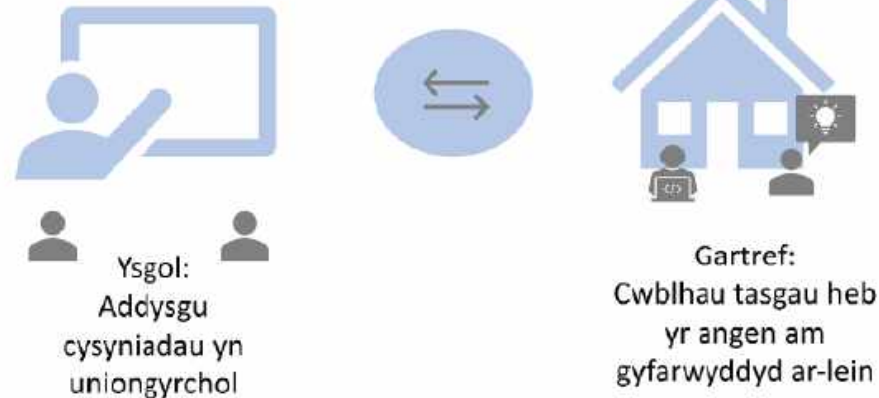 Ysgol:
Addysgu
cysyniadau yn
uniongyrchol
Gartref:
Cwblhau tasgau heb
yr angen am
gyfarwyddyd ar-lein